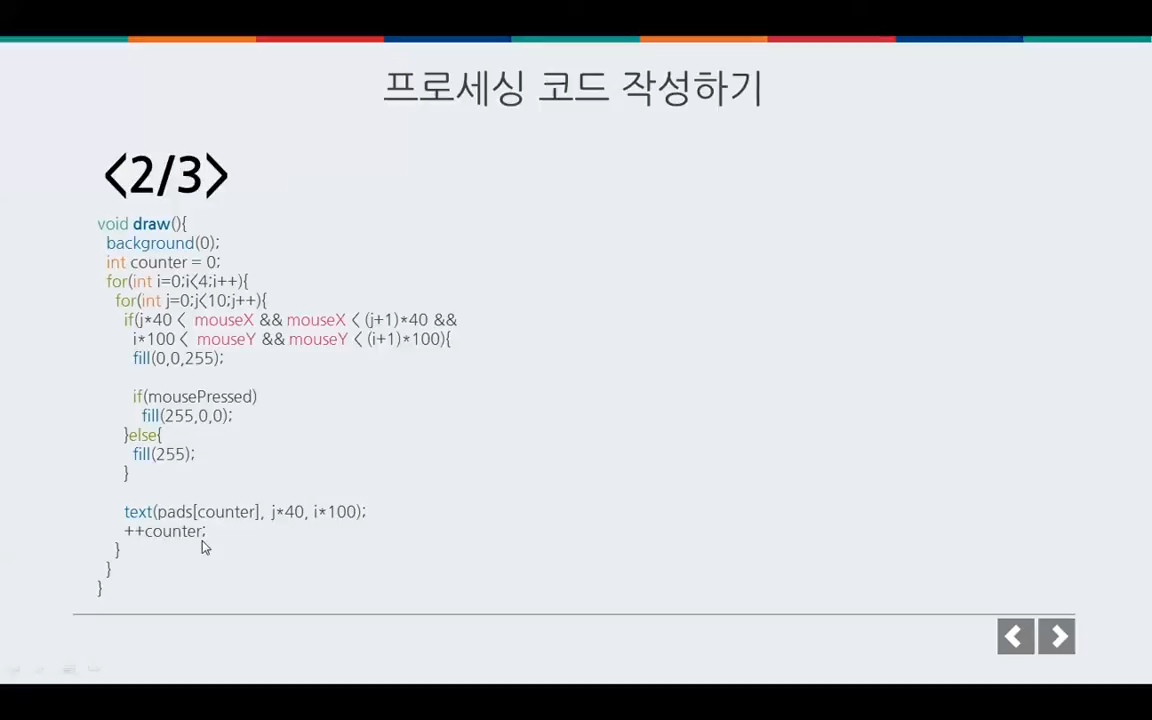 프로세싱 코드 작성하기
<2/3>
void draw(){
background(0);
int counter = 0;
for(int i=0;i<4;i++){
for(int j=0;j<10;j++){
if(j*40 < mouseX && mouseX < (j+1)*40 &&
i*100 < mouseY && mouseY < (i+1)*100){
fill(0,0,255);
if(mousePressed)
fill(255,0,0);
}else{
fill(255);
}
text(pads[counter], j*40, i*100);
++counter;
}
}
}